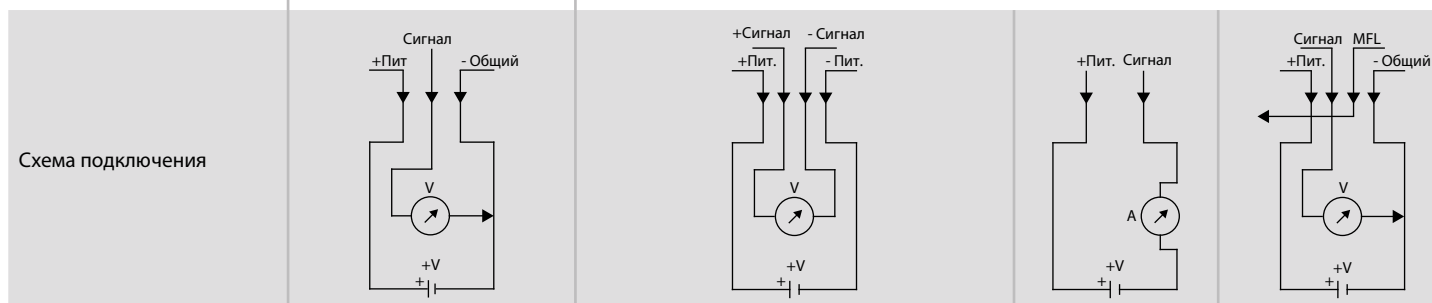 Схема подключения
Сигнал
+Пит - Общий
V
+V
+
+Сигнал - Сигнал
+Пит. - Пит.
V
+V
+
+Пит. Сигнал
A
+V
+
Сигнал MFL
+Пит. - Общий
V
+V
+